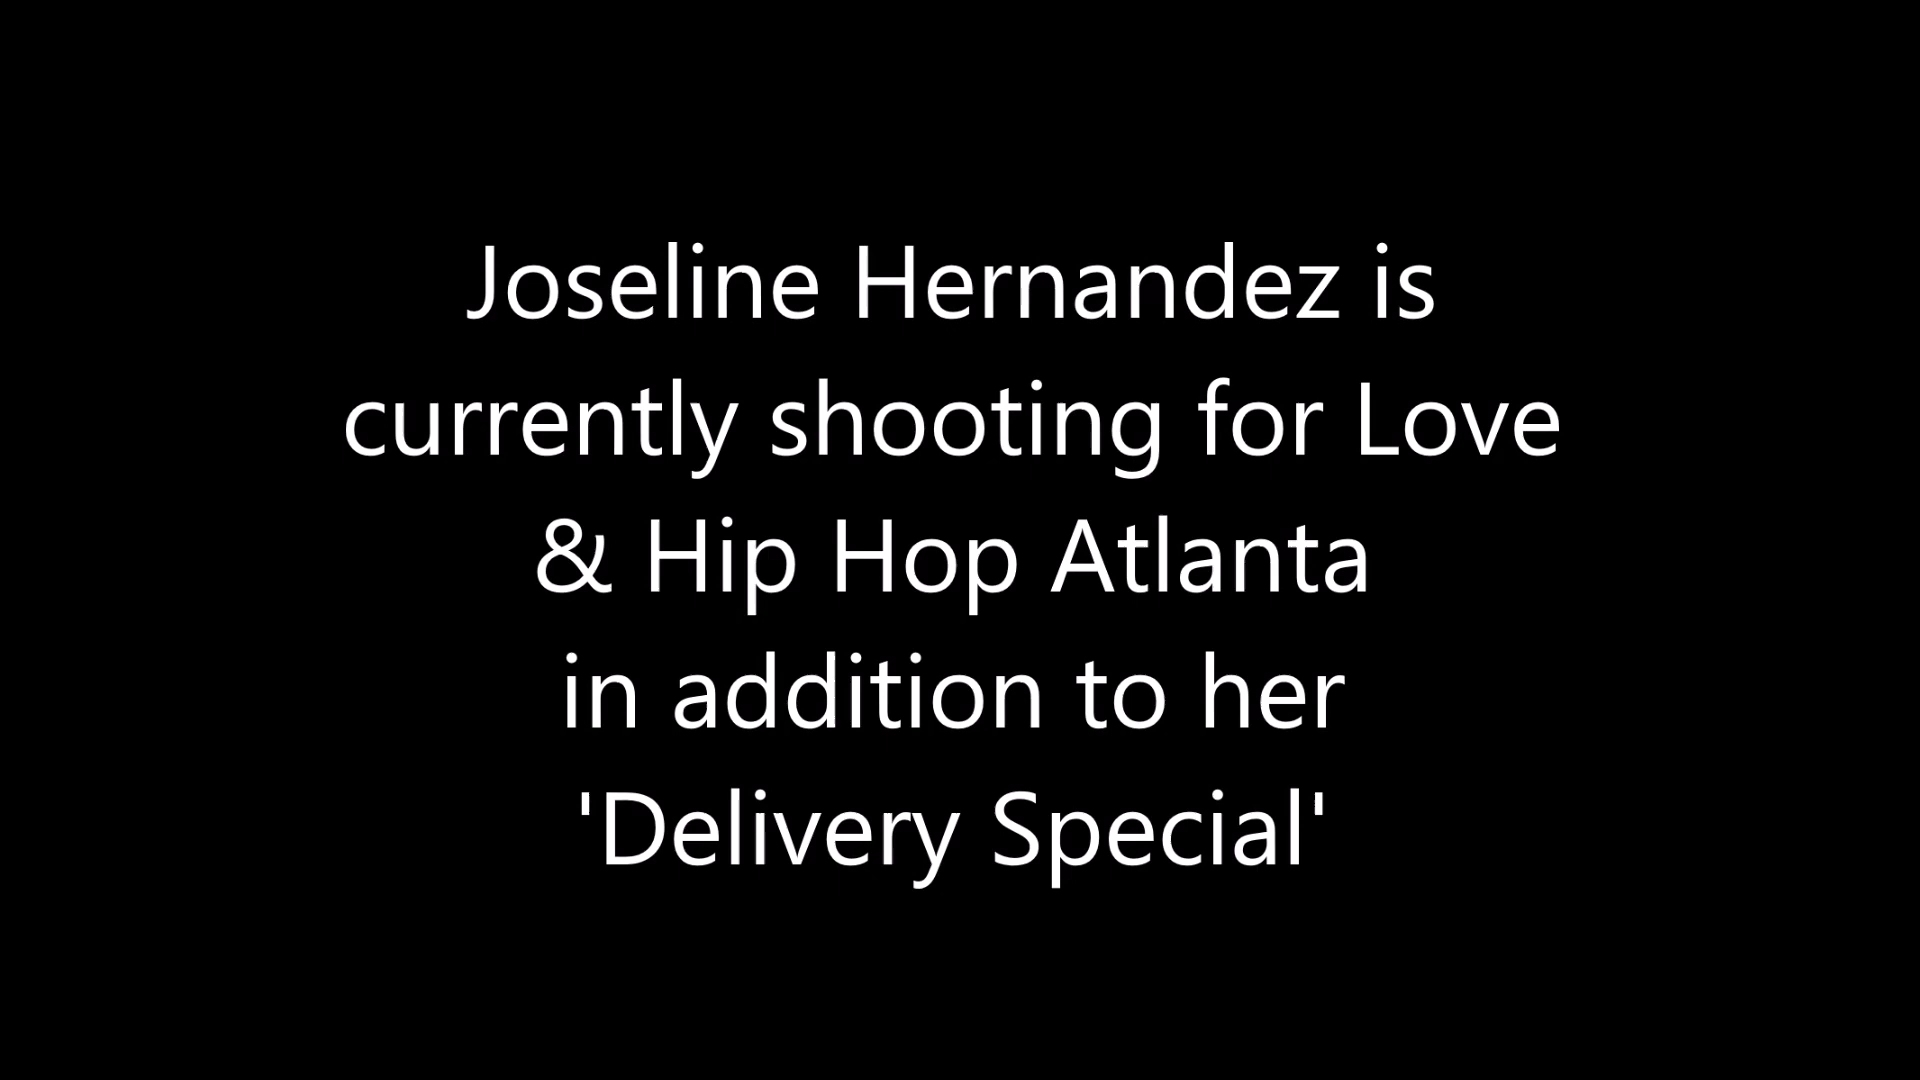 Joseline Hernandez is
currently shooting for Love
& Hip Hop Atlanta
in addition to her
'Delivery Special'